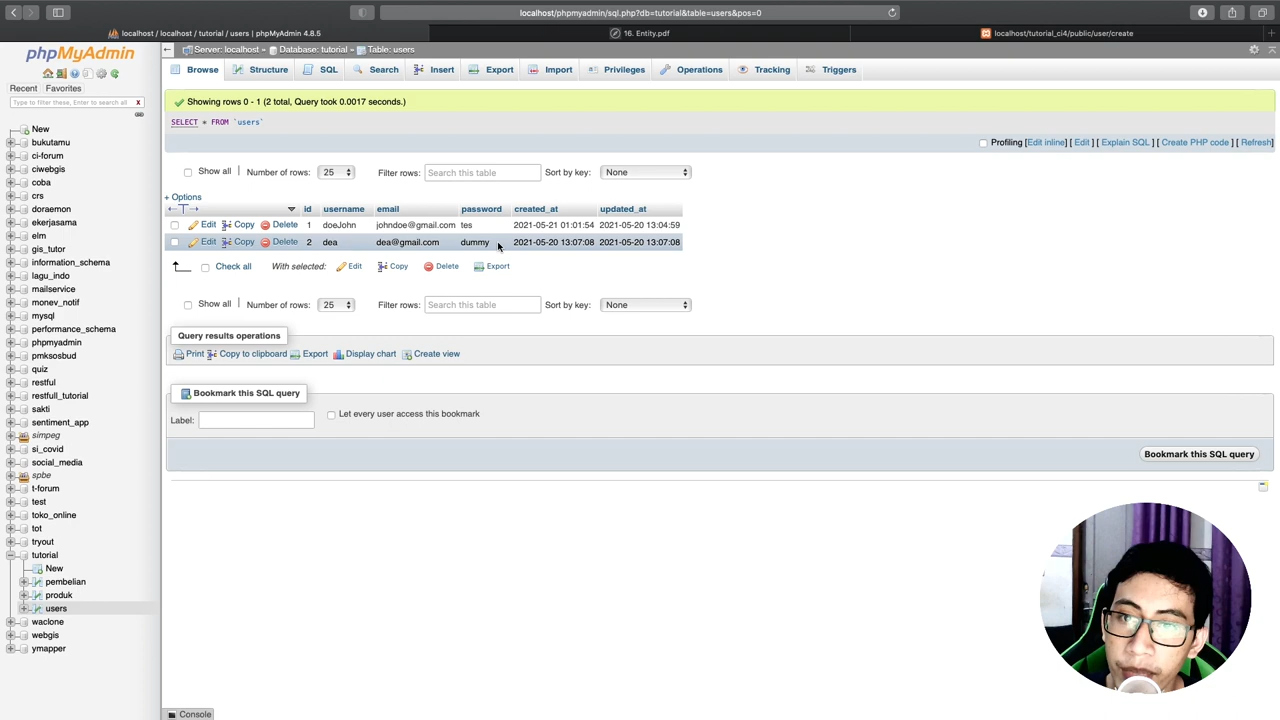 localhost/phpmyadmin/sql.php?db=tutorial&table=users&pos=0
localhost / localhost / tutorial / users | phpMyAdmin 4.8.5
16. Entity.pdf
localhost/tutorial_ci4/public/user/create
phpMyAdmin
Recent Favorites
Type to filter these, Enter to search all X
New
bukutamu
ci-forum
ciwebgis
coba
crs
doraemon
ekerjasama
elm
gis_tutor
information_schema
lagu_indo
mailservice
monev_notif
mysql
performance_schema
phpmyadmin
pmksosbud
quiz
restful
restfull_tutorial
sakti
sentiment_app
simpeg
si_covid
social_media
spbe
t-forum
test
toko_online
tot
tryout
tutorial
New
pembelian
produk
users
waclone
webgis
ymapper
Server: localhost » Database: tutorial » Table: users
Browse Structure SQL Search Insert Export Import Privileges Operations Tracking Triggers
Showing rows 0 - 1 (2 total, Query took 0.0017 seconds.)
SELECT * FROM `users`
Profiling [Edit inline] [ Edit ] [ Explain SQL ] [ Create PHP code ] [ Refresh]
Show all | Number of rows: 25 Filter rows: Search this table Sort by key: None
+ Options
←T→ id username email password created_at updated_at
Edit Copy Delete 1 doeJohn johndoe@gmail.com tes 2021-05-21 01:01:54 2021-05-20 13:04:59
Edit Copy Delete 2 dea dea@gmail.com dummy 2021-05-20 13:07:08 2021-05-20 13:07:08
Check all With selected: Edit Copy Delete Export
Show all | Number of rows: 25 Filter rows: Search this table Sort by key: None
Query results operations
Print Copy to clipboard Export Display chart Create view
Bookmark this SQL query
Label: Let every user access this bookmark
Bookmark this SQL query
Console